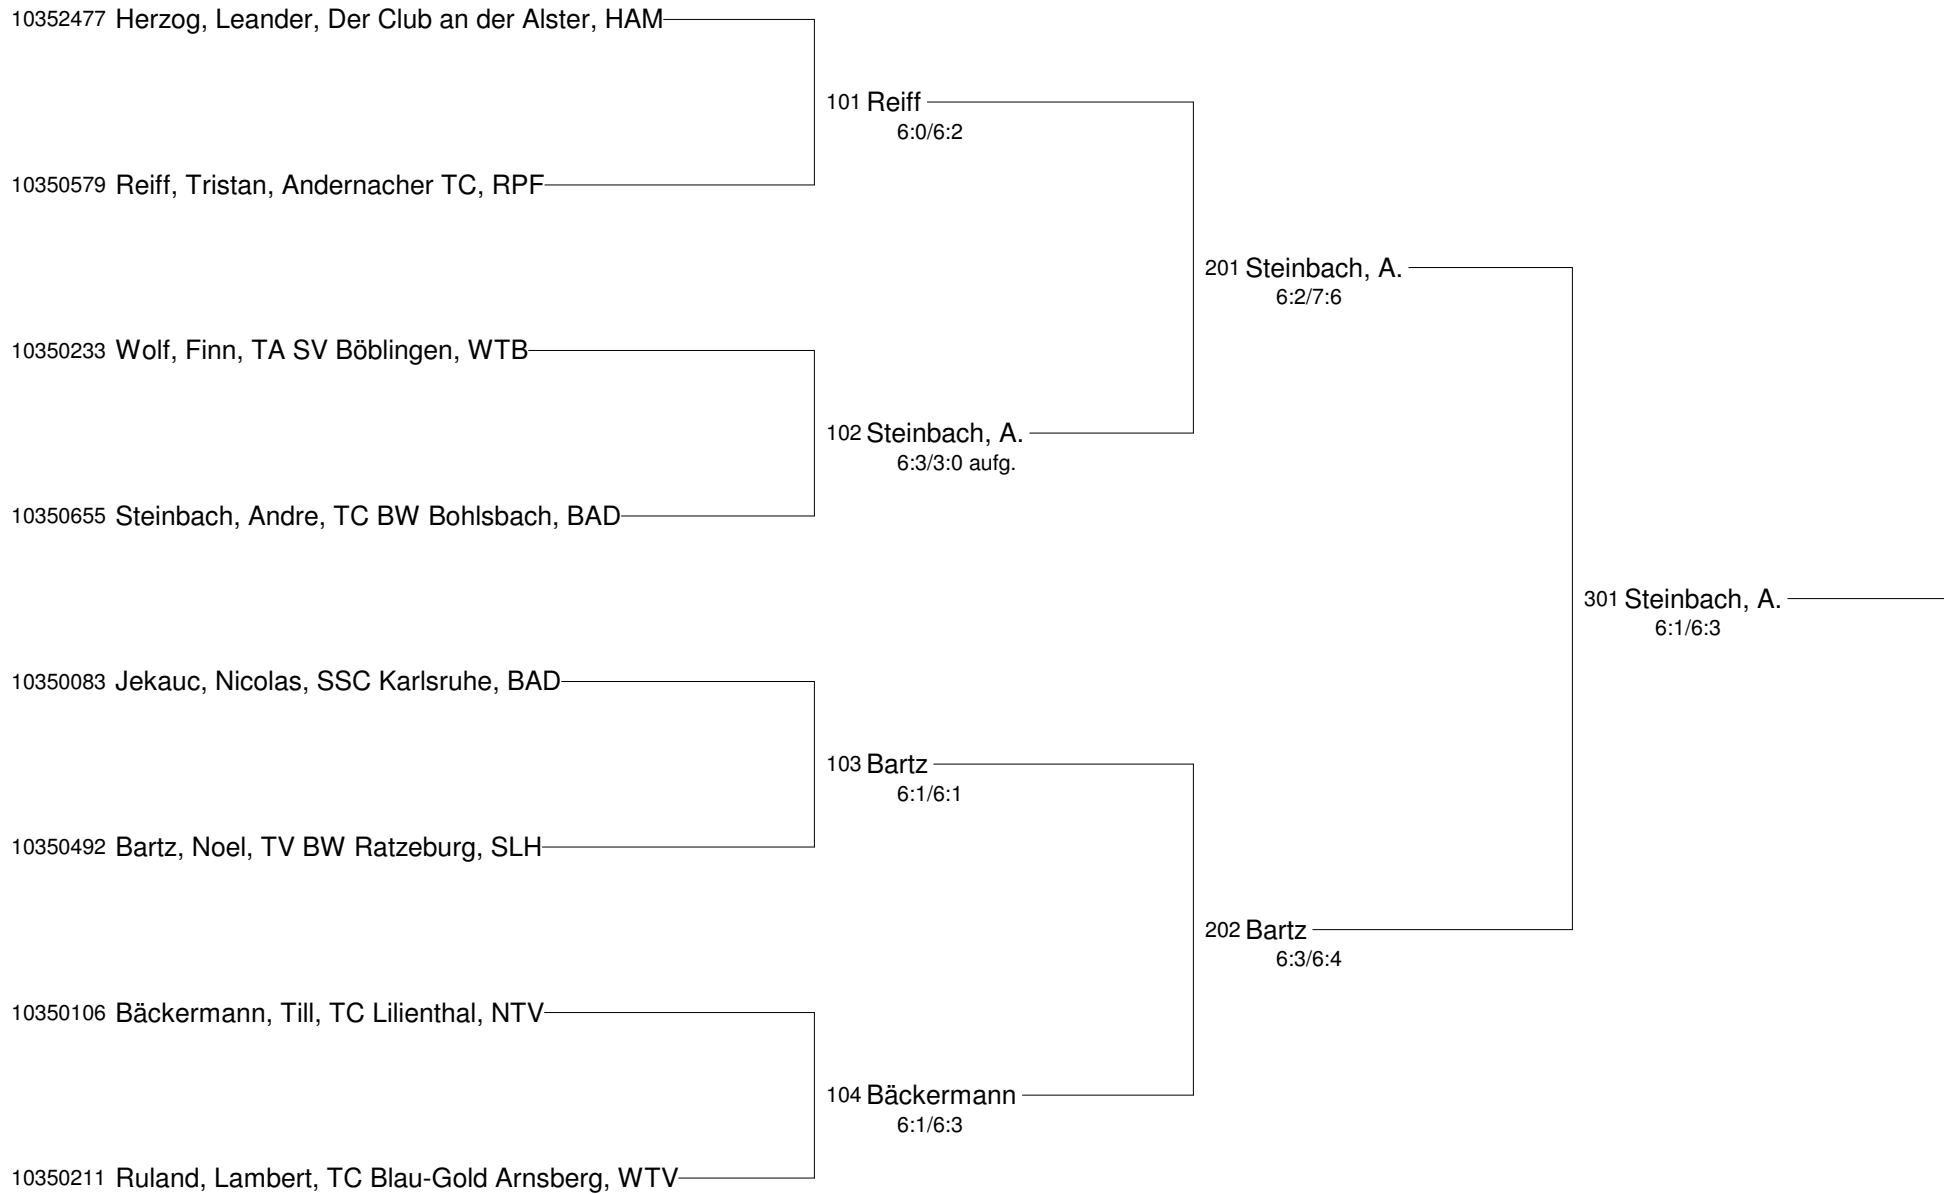 10352477 Herzog, Leander, Der Club an der Alster, HAM
101 Reiff
6:0/6:2
10350579 Reiff, Tristan, Andernacher TC, RPF
201 Steinbach, A.
6:2/7:6
10350233 Wolf, Finn, TA SV Böblingen, WTB
102 Steinbach, A.
6:3/3:0 aufg.
10350655 Steinbach, Andre, TC BW Bohlsbach, BAD
301 Steinbach, A.
6:1/6:3
10350083 Jekauc, Nicolas, SSC Karlsruhe, BAD
103 Bartz
6:1/6:1
10350492 Bartz, Noel, TV BW Ratzeburg, SLH
202 Bartz
6:3/6:4
10350106 Bäckermann, Till, TC Lilienthal, NTV
104 Bäckermann
6:1/6:3
10350211 Ruland, Lambert, TC Blau-Gold Arnsberg, WTV